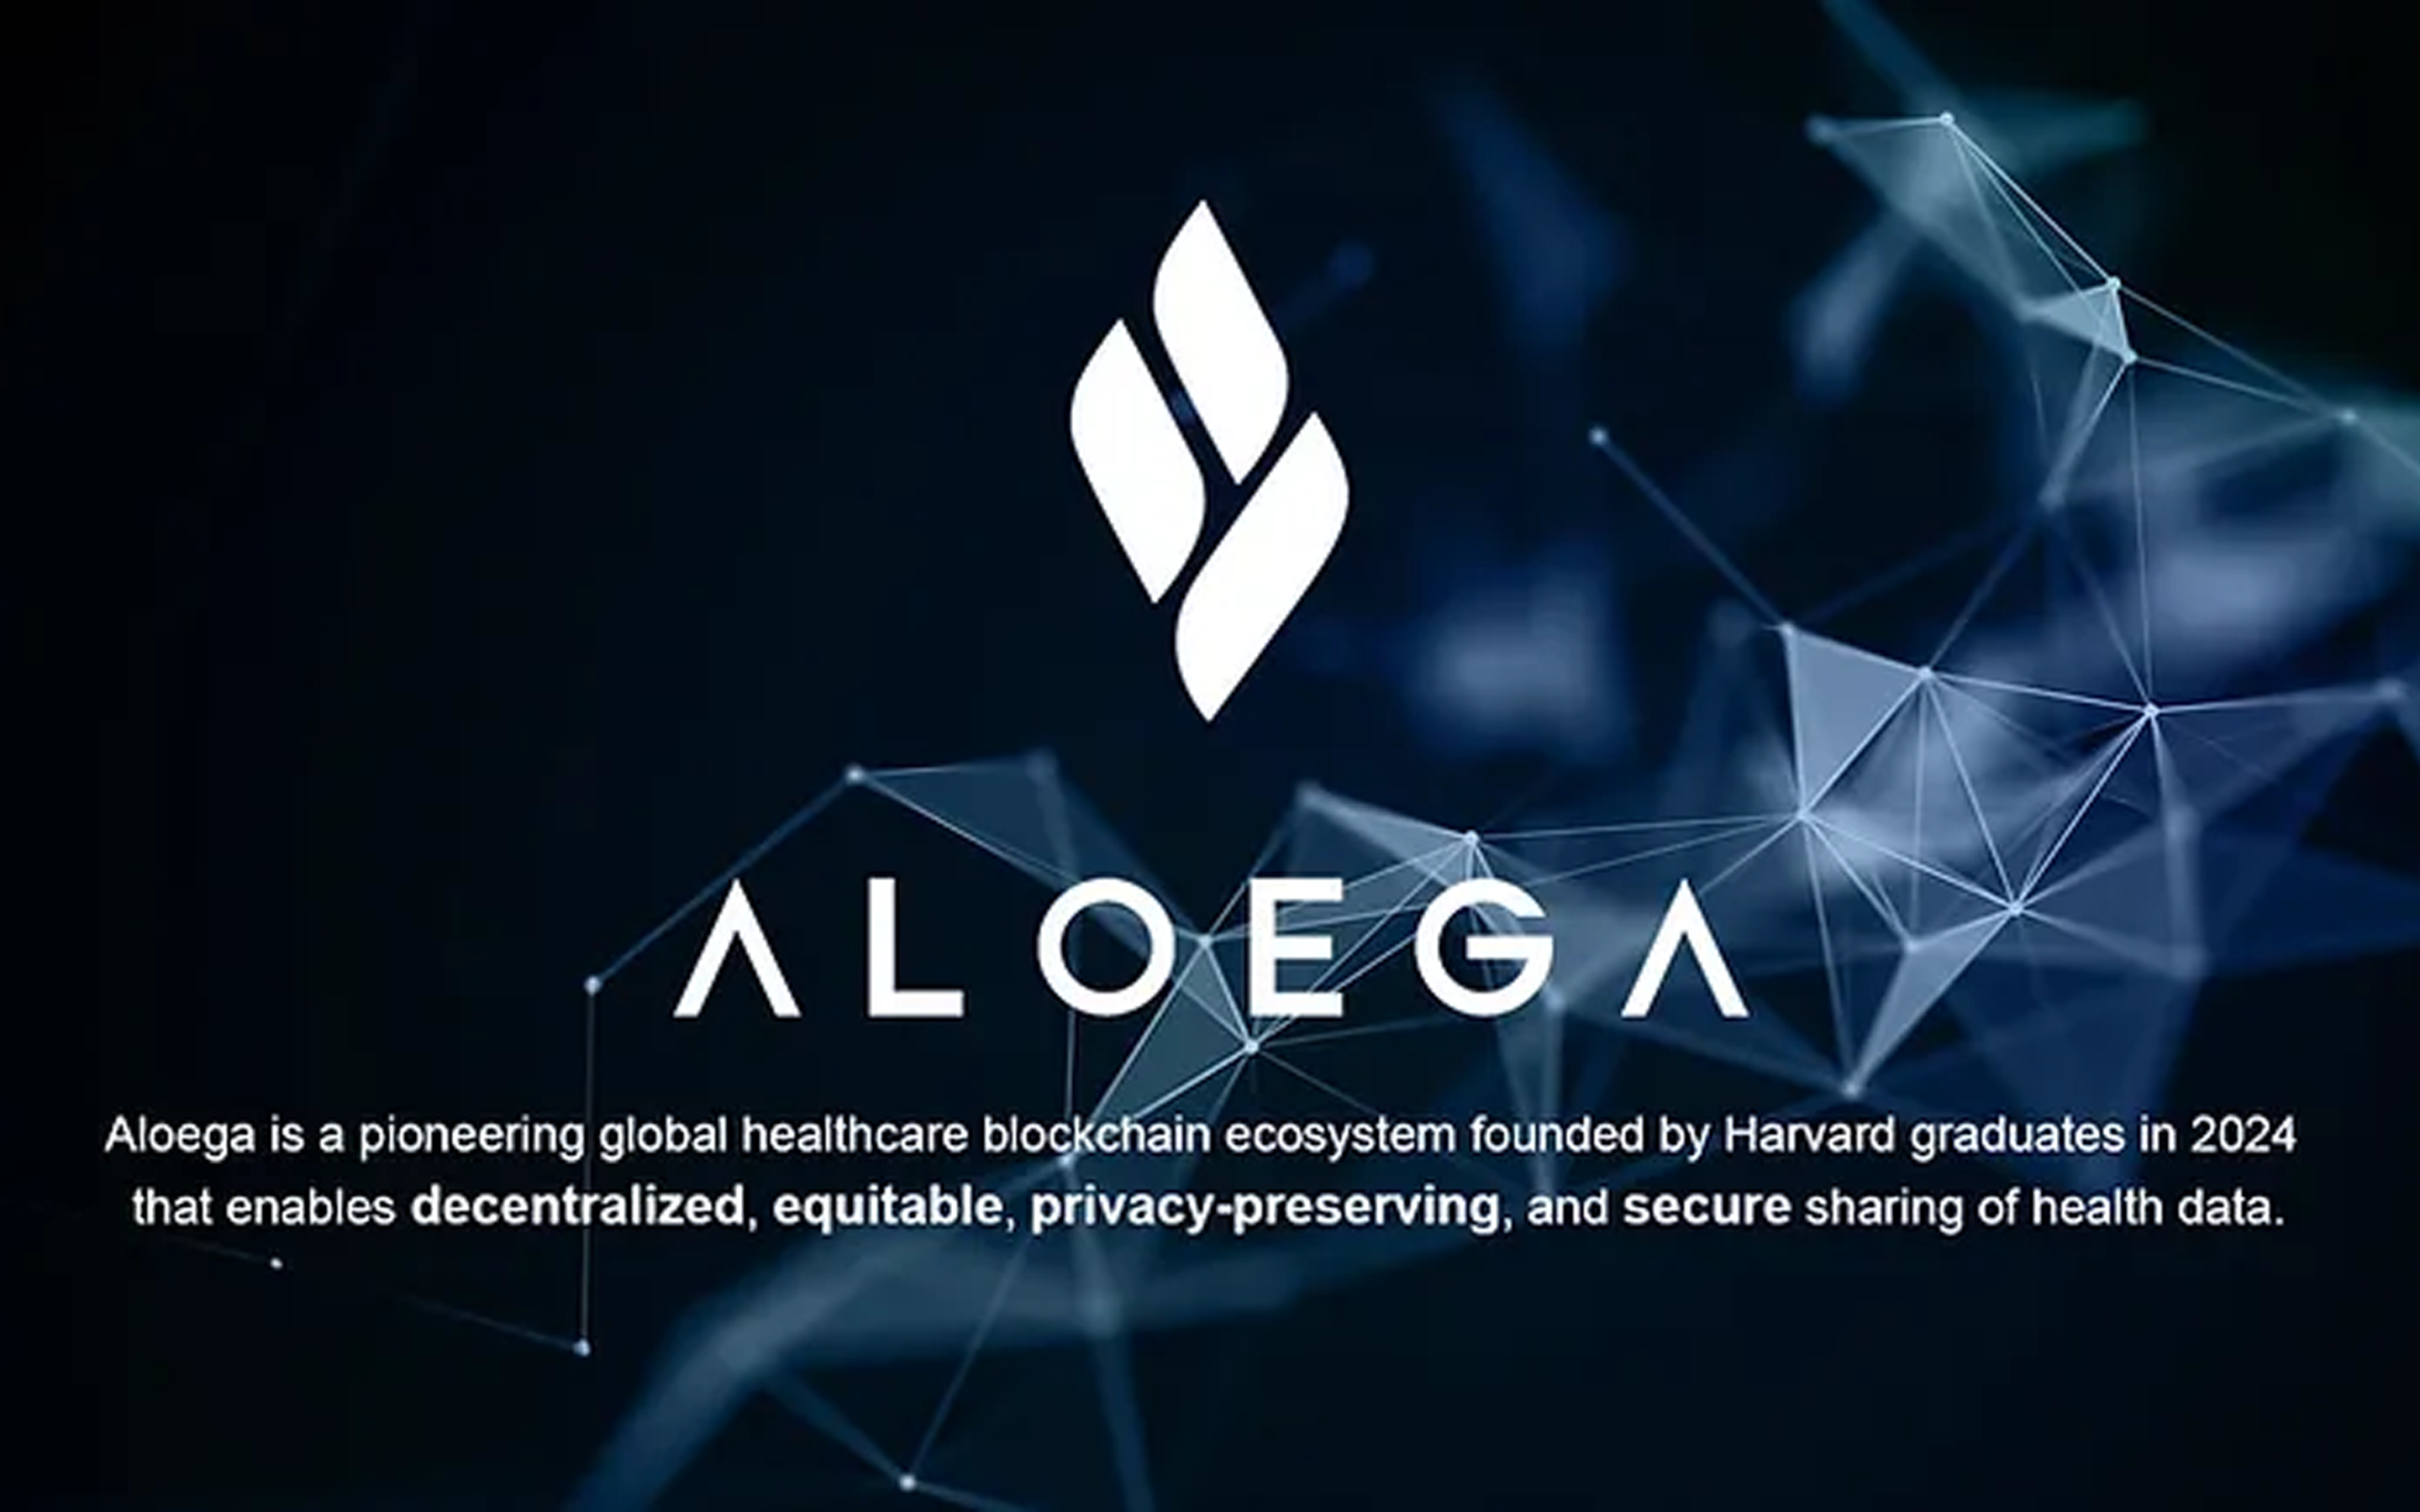 ALOEGA
Aloega is a pioneering global healthcare blockchain ecosystem founded by Harvard graduates in 2024
that enables decentralized, equitable, privacy-preserving, and secure sharing of health data.